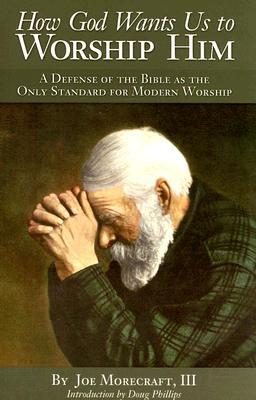 How God Wants Us to
WORSHIP HIM
A DEFENSE OF THE BIBLE AS THE
ONLY STANDARD FOR MODERN WORSHIP
BY JOE MORECRAFT, III
Introduction by Doug Phillips